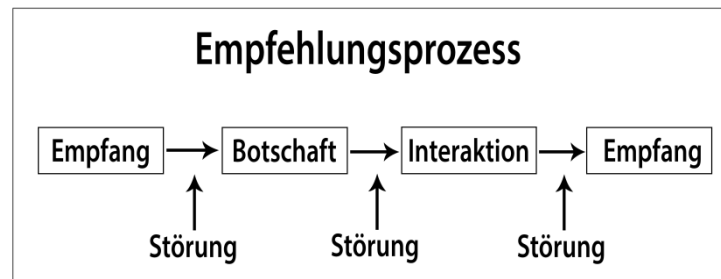 Empfehlungsprozess
Empfang Botschaft Interaktion Empfang
Störung Störung Störung